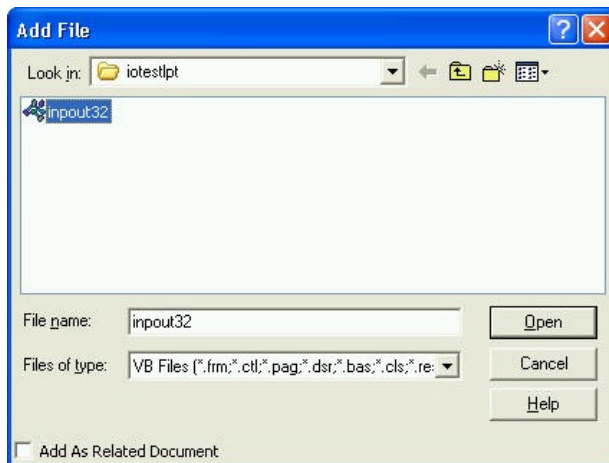 Add File
Look in: iotestlpt
inpout32
File name: inpout32
Open
Files of type: VB Files (*.frm;*.ctl;*.pag;*.dsr;*.bas;*.cls;*.re:
Cancel
Help
Add As Related Document